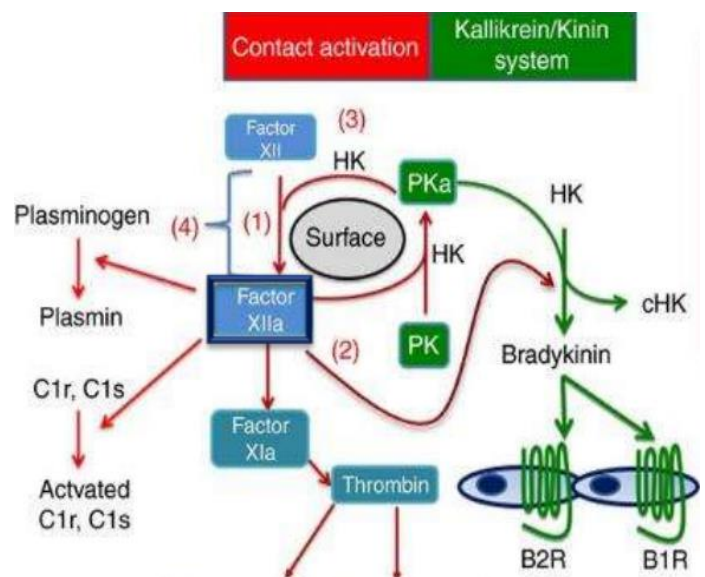 Contact activation
Kallikrein/Kinin
system
Factor
XII
(3)
HK
PKa
HK
Plasminogen
(4)
(1)
Surface
HK
Factor
XIIa
cHK
Plasmin
(2)
PK
Bradykinin
C1r, C1s
Factor
XIa
Thrombin
Actvated
C1r, C1s
B2R
B1R